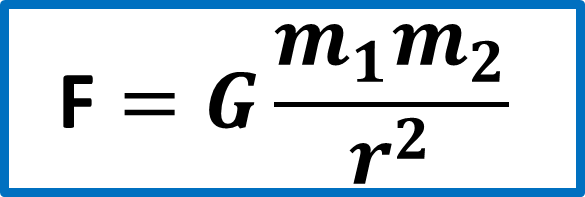 F = G m₁m₂ / r²